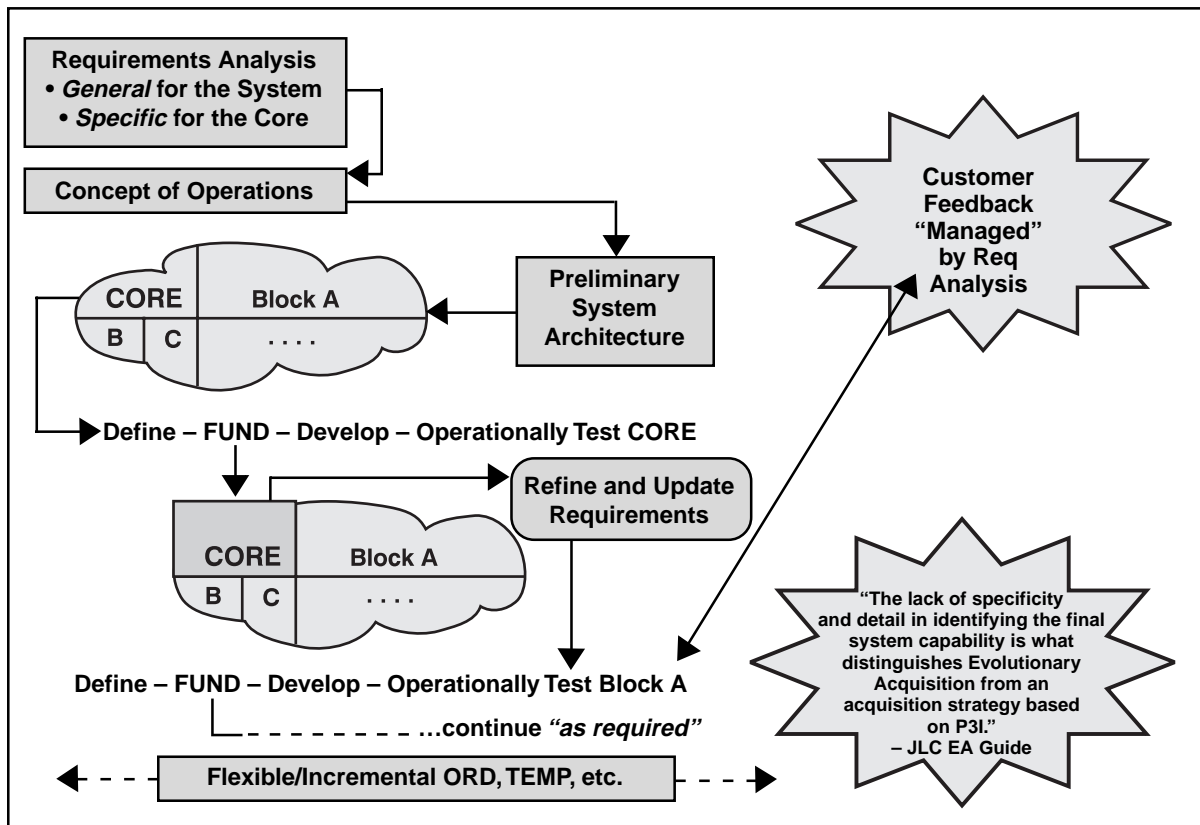 Requirements Analysis
• General for the System
• Specific for the Core
Concept of Operations
Preliminary
System
Architecture
CORE
Block A
B
C
. . . .
Customer
Feedback
“Managed”
by Req
Analysis
Define – FUND – Develop – Operationally Test CORE
Refine and Update
Requirements
CORE
Block A
B
C
. . . .
Define – FUND – Develop – Operationally Test Block A
...continue “as required”
Flexible/Incremental ORD, TEMP, etc.
“The lack of specificity
and detail in identifying the final
system capability is what
distinguishes Evolutionary
Acquisition from an
acquisition strategy based
on P3I.”
– JLC EA Guide